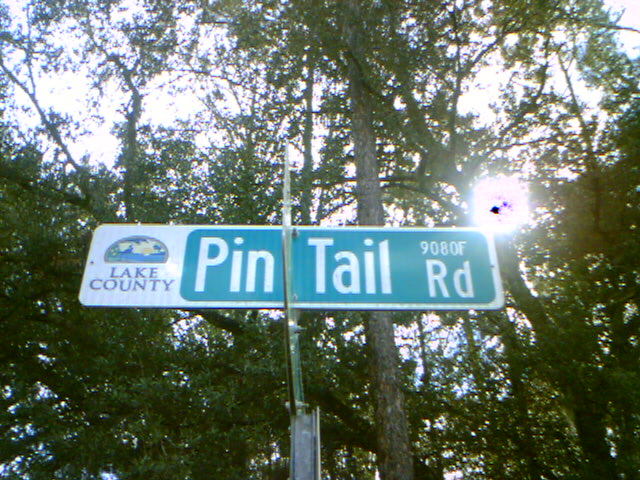 LAKE
COUNTY
Pin Tail Rd
9080F